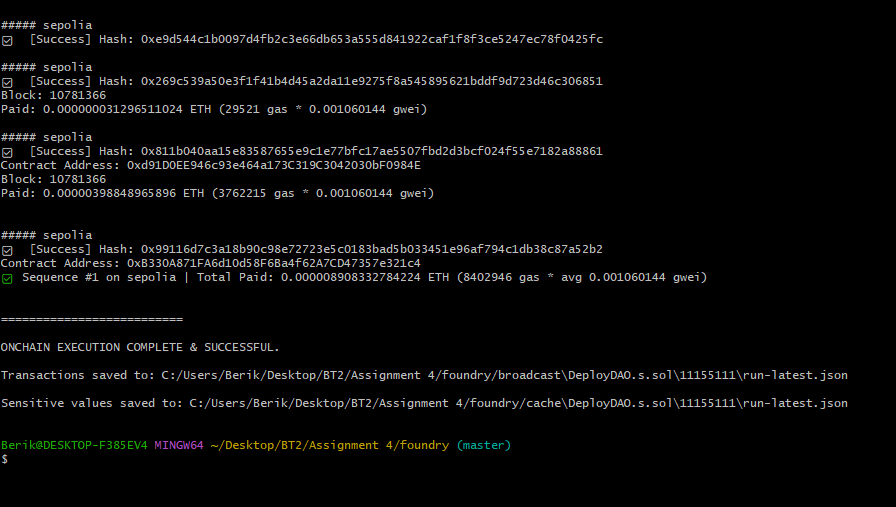 ##### sepolia
✅ [Success] Hash: 0xe9d544c1b0097d4fb2c3e66db653a555d841922caf1f8f3ce5247ec78f0425fc
##### sepolia
✅ [Success] Hash: 0x269c539a50e3f1f41b4d45a2da11e9275f8a545895621bddf9d723d46c306851
Block: 10781366
Paid: 0.000000031296511024 ETH (29521 gas * 0.001060144 gwei)
##### sepolia
✅ [Success] Hash: 0x811b040aa15e83587655e9c1e77bfc17ae5507fbd2d3bcf024f55e7182a88861
Contract Address: 0xd91D0EE946c93e464a173C319C3042030bF0984E
Block: 10781366
Paid: 0.00000398848965896 ETH (3762215 gas * 0.001060144 gwei)
##### sepolia
✅ [Success] Hash: 0x99116d7c3a18b90c98e72723e5c0183bad5b033451e96af794c1db38c87a52b2
Contract Address: 0xB330A871FA6d10d58F6Ba4f62A7CD47357e321c4
✅ Sequence #1 on sepolia | Total Paid: 0.000008908332784224 ETH (8402946 gas * avg 0.001060144 gwei)
==========================
ONCHAIN EXECUTION COMPLETE & SUCCESSFUL.
Transactions saved to: C:/Users/Berik/Desktop/BT2/Assignment 4/foundry/broadcast\DeployDAO.s.sol\11155111\run-latest.json
Sensitive values saved to: C:/Users/Berik/Desktop/BT2/Assignment 4/foundry/cache\DeployDAO.s.sol\11155111\run-latest.json
Berik@DESKTOP-F385EV4 MINGW64 ~/Desktop/BT2/Assignment 4/foundry (master)
$